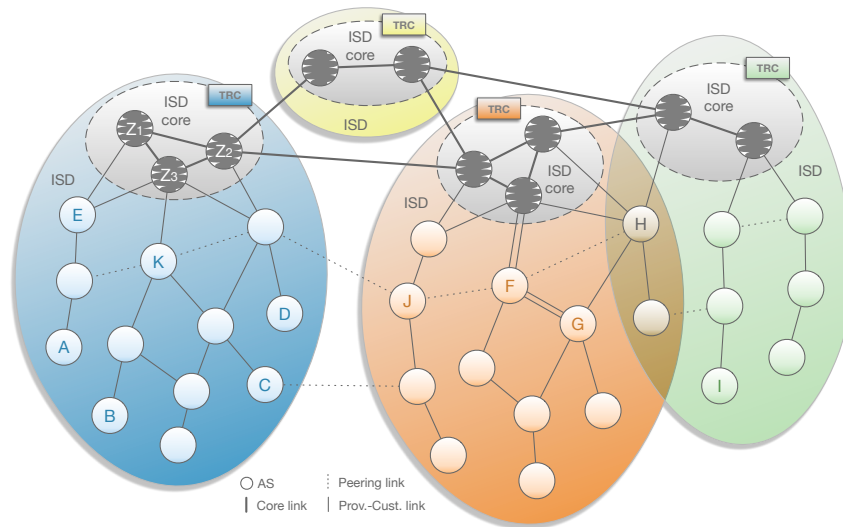 TRC
ISD
core
ISD
TRC
ISD
core
Z1
Z2
Z3
ISD
TRC
ISD
core
ISD
TRC
ISD
core
ISD
E
K
A
B
C
D
J
F
G
H
I
AS
Peering link
Core link
Prov.-Cust. link